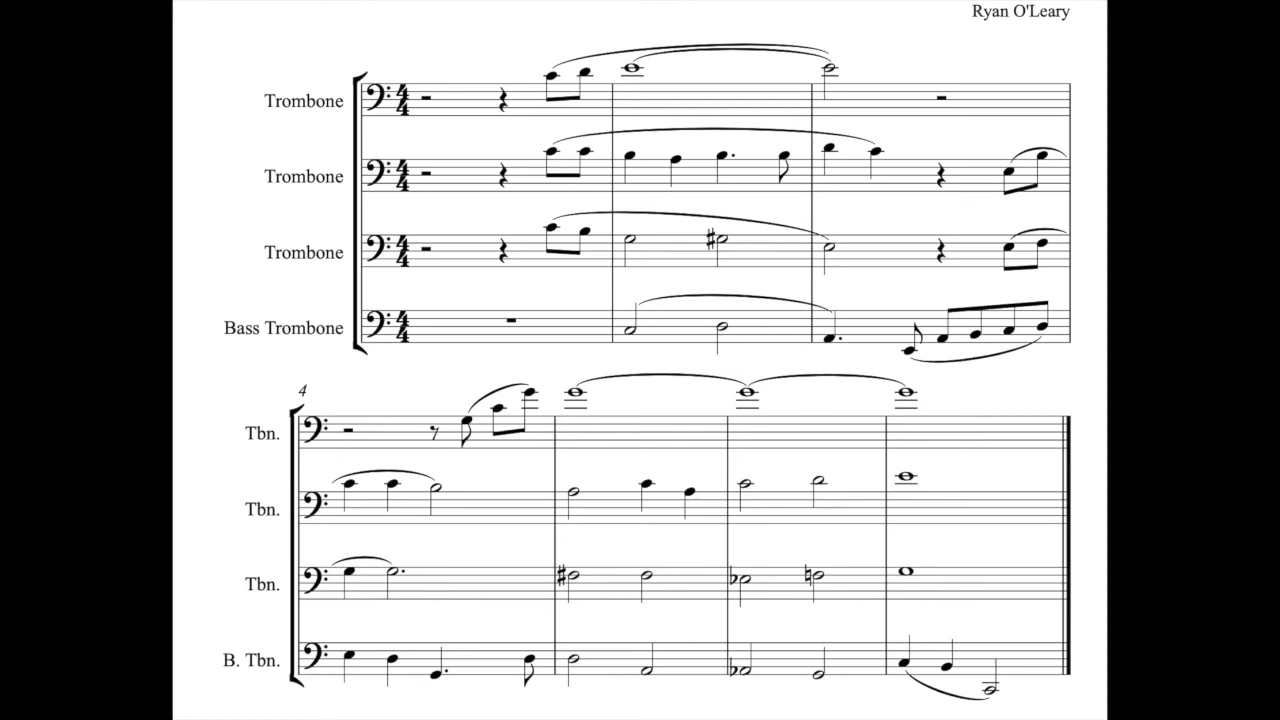 Ryan O'Leary
Trombone
Trombone
Trombone
Bass Trombone
4
Tbn.
Tbn.
Tbn.
B. Tbn.